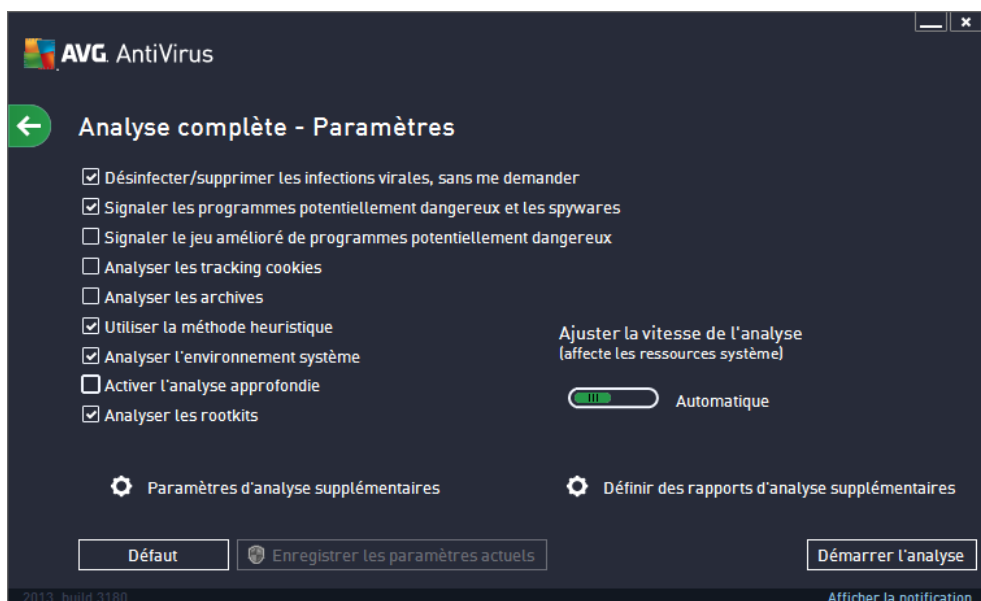 AVG. AntiVirus
Analyse complète - Paramètres
Désinfecter/supprimer les infections virales, sans me demander
Signaler les programmes potentiellement dangereux et les spywares
Signaler le jeu amélioré de programmes potentiellement dangereux
Analyser les tracking cookies
Analyser les archives
Utiliser la méthode heuristique
Analyser l'environnement système
Activer l'analyse approfondie
Analyser les rootkits
Ajuster la vitesse de l'analyse
(affecte les ressources système)
Automatique
Paramètres d'analyse supplémentaires
Définir des rapports d'analyse supplémentaires
Défaut
Enregistrer les paramètres actuels
Démarrer l'analyse
2013, build 3180
Afficher la notification